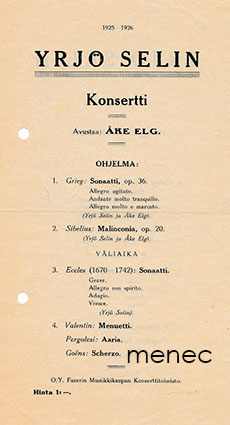 1925 - 1926
YRJÖ SELIN
Konsertti
Avustaa: ÅKE ELG.
OHJELMA:
1. Grieg: Sonaatti, op. 36.
Allegro agitato.
Andante molto tranquillo.
Allegro molto e marcato.
(Yrjö Selin ja Åke Elg).
2. Sibelius: Malinconia, op. 20.
(Yrjö Selin ja Åke Elg).
VÄLIAIKA
3. Eccles (1670—1742): Sonaatti.
Grave.
Allegro con spirito.
Adagio.
Vivace.
(Yrjö Selin).
4. Valentin: Menuetti.
Pergolesi: Aaria.
Goëns: Scherzo.
menec
O/Y. Fazerin Musiikkikaupan Konserttitoimisto.
Hinta 1:—.